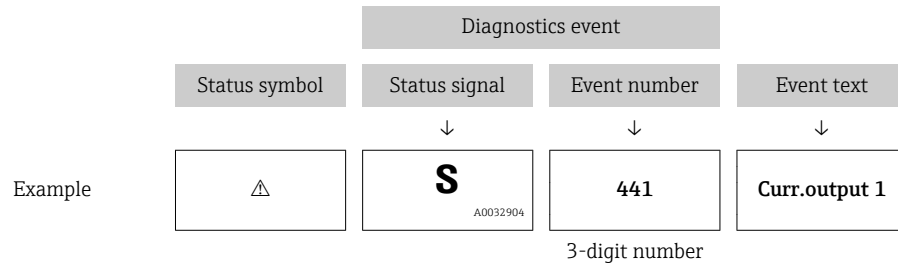 Diagnostics event
Status symbol Status signal Event number Event text
↓ ↓ ↓
Example ⚠ S 441 Curr.output 1
A0032904
3-digit number